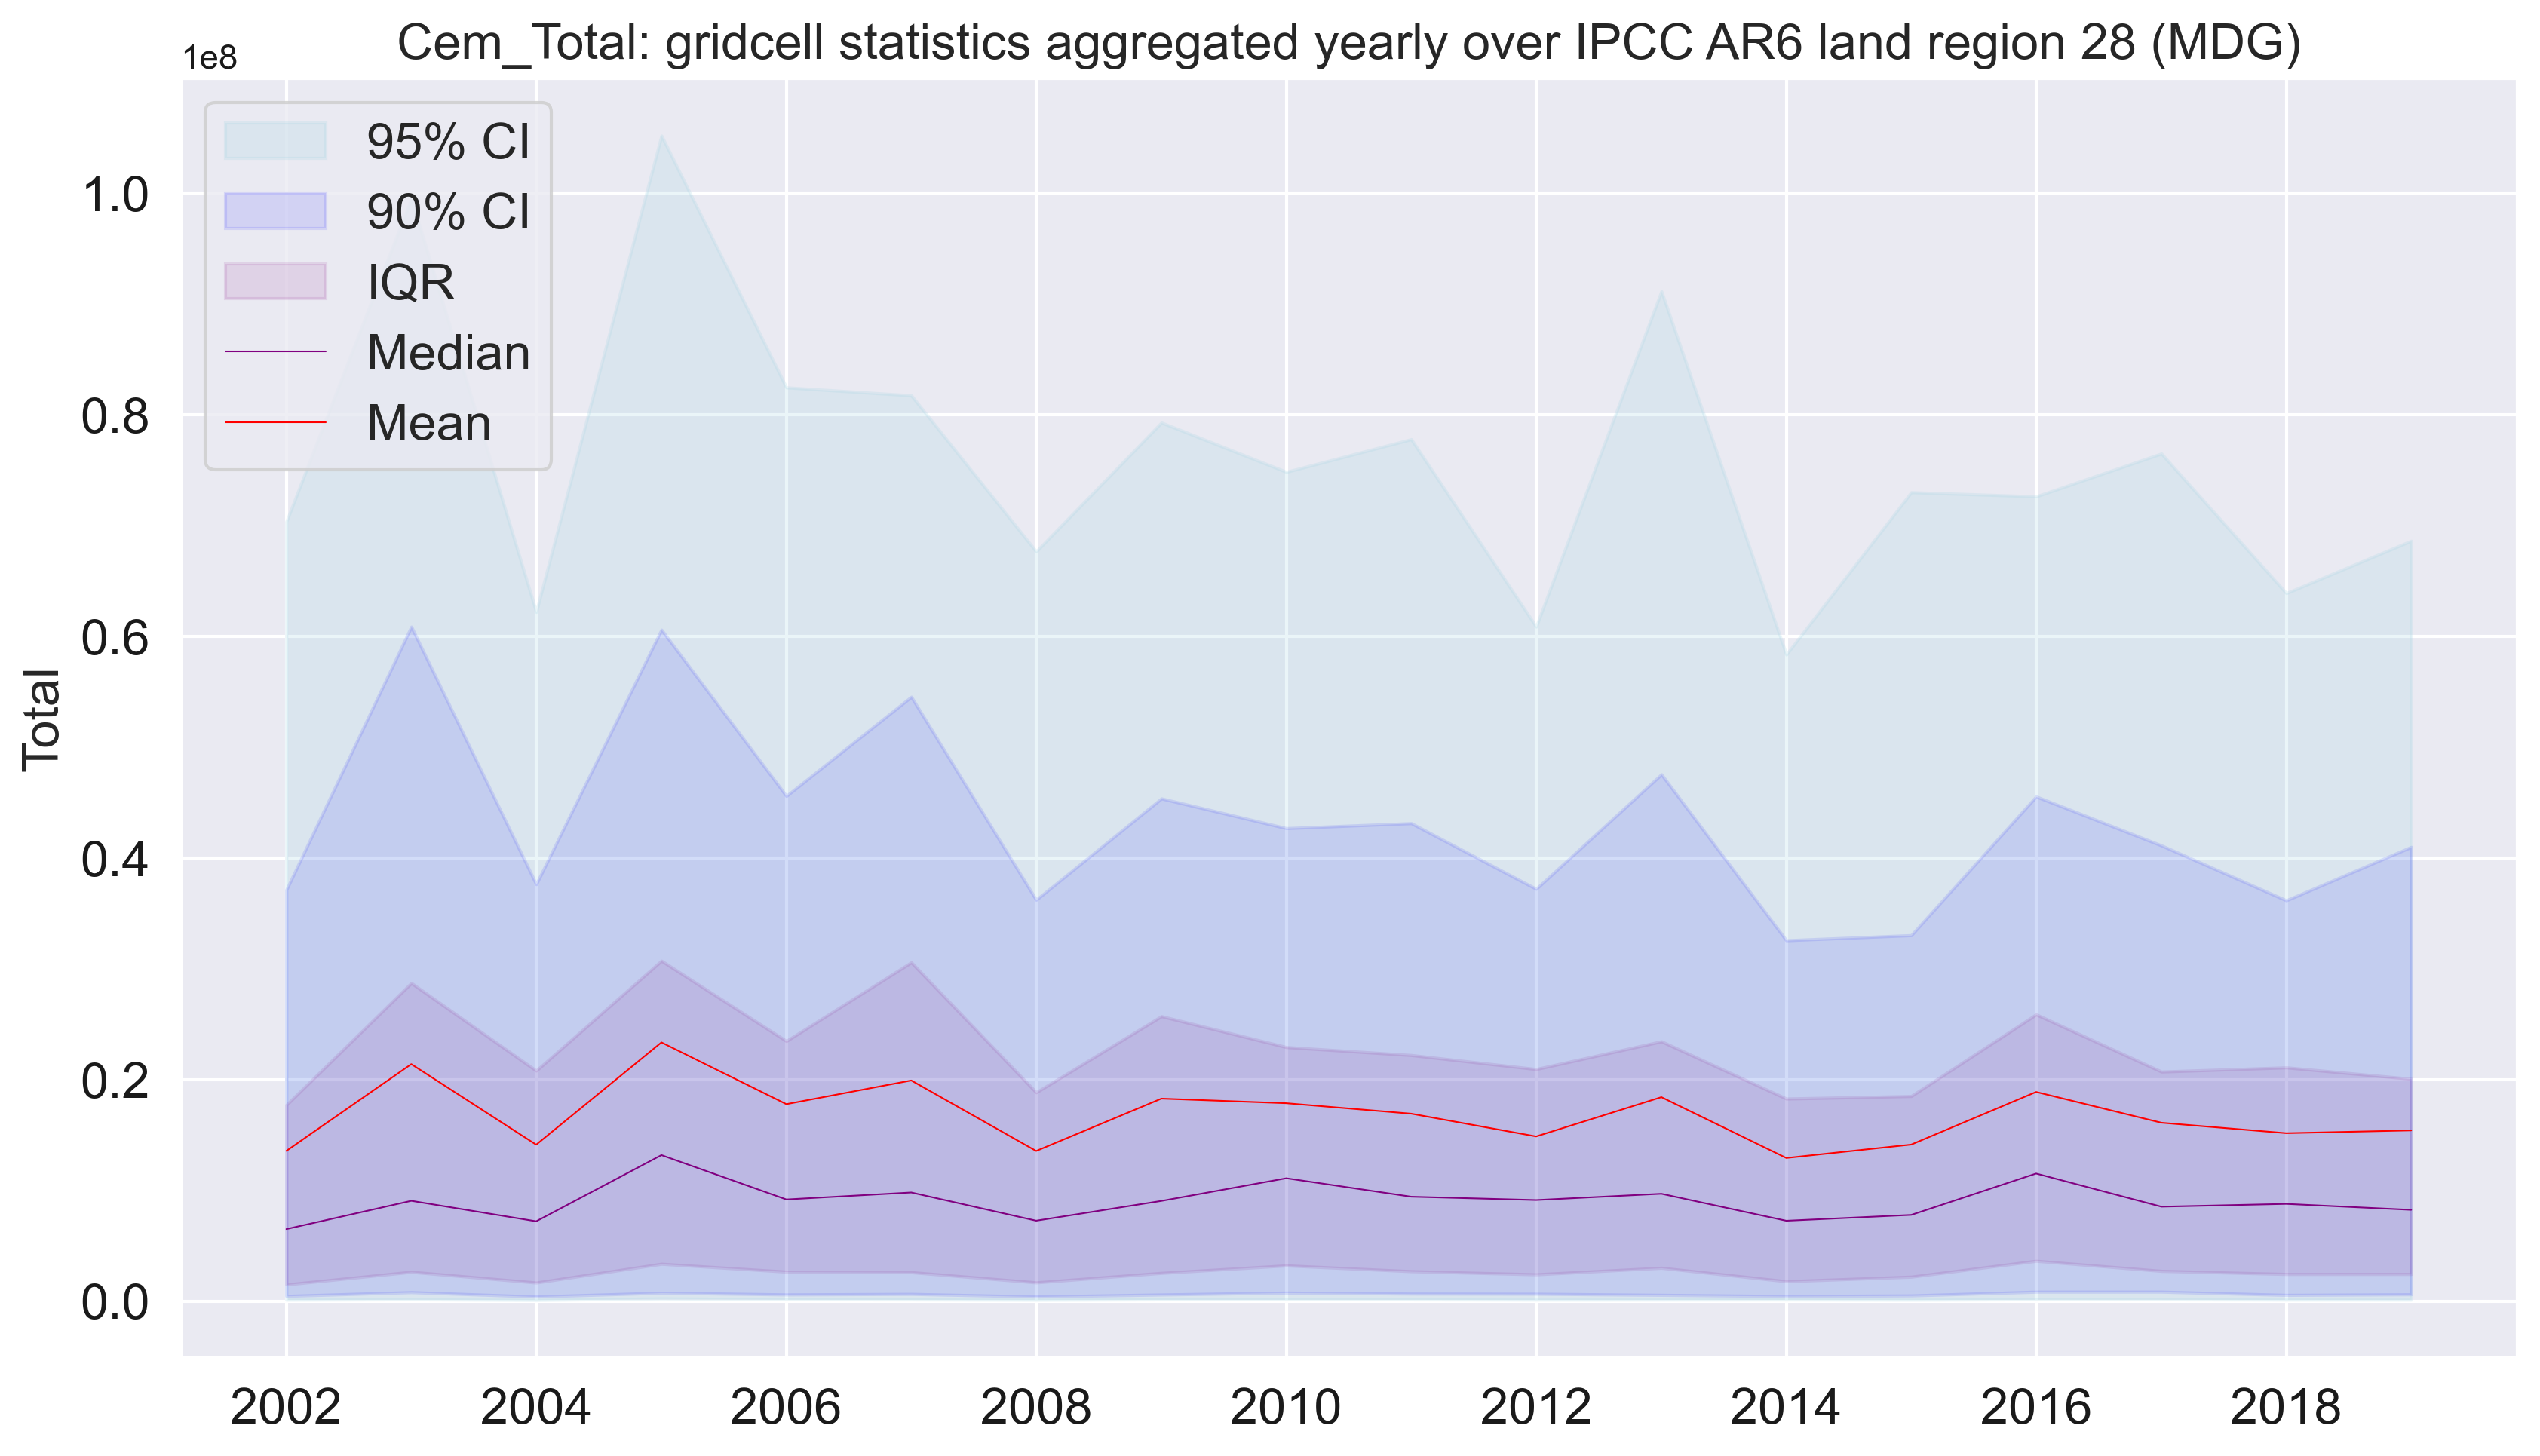 Cem_Total: gridcell statistics aggregated yearly over IPCC AR6 land region 28 (MDG)
1e8
95% CI
90% CI
IQR
Median
Mean
1.0
0.8
0.6
0.4
0.2
0.0
Total
2002 2004 2006 2008 2010 2012 2014 2016 2018